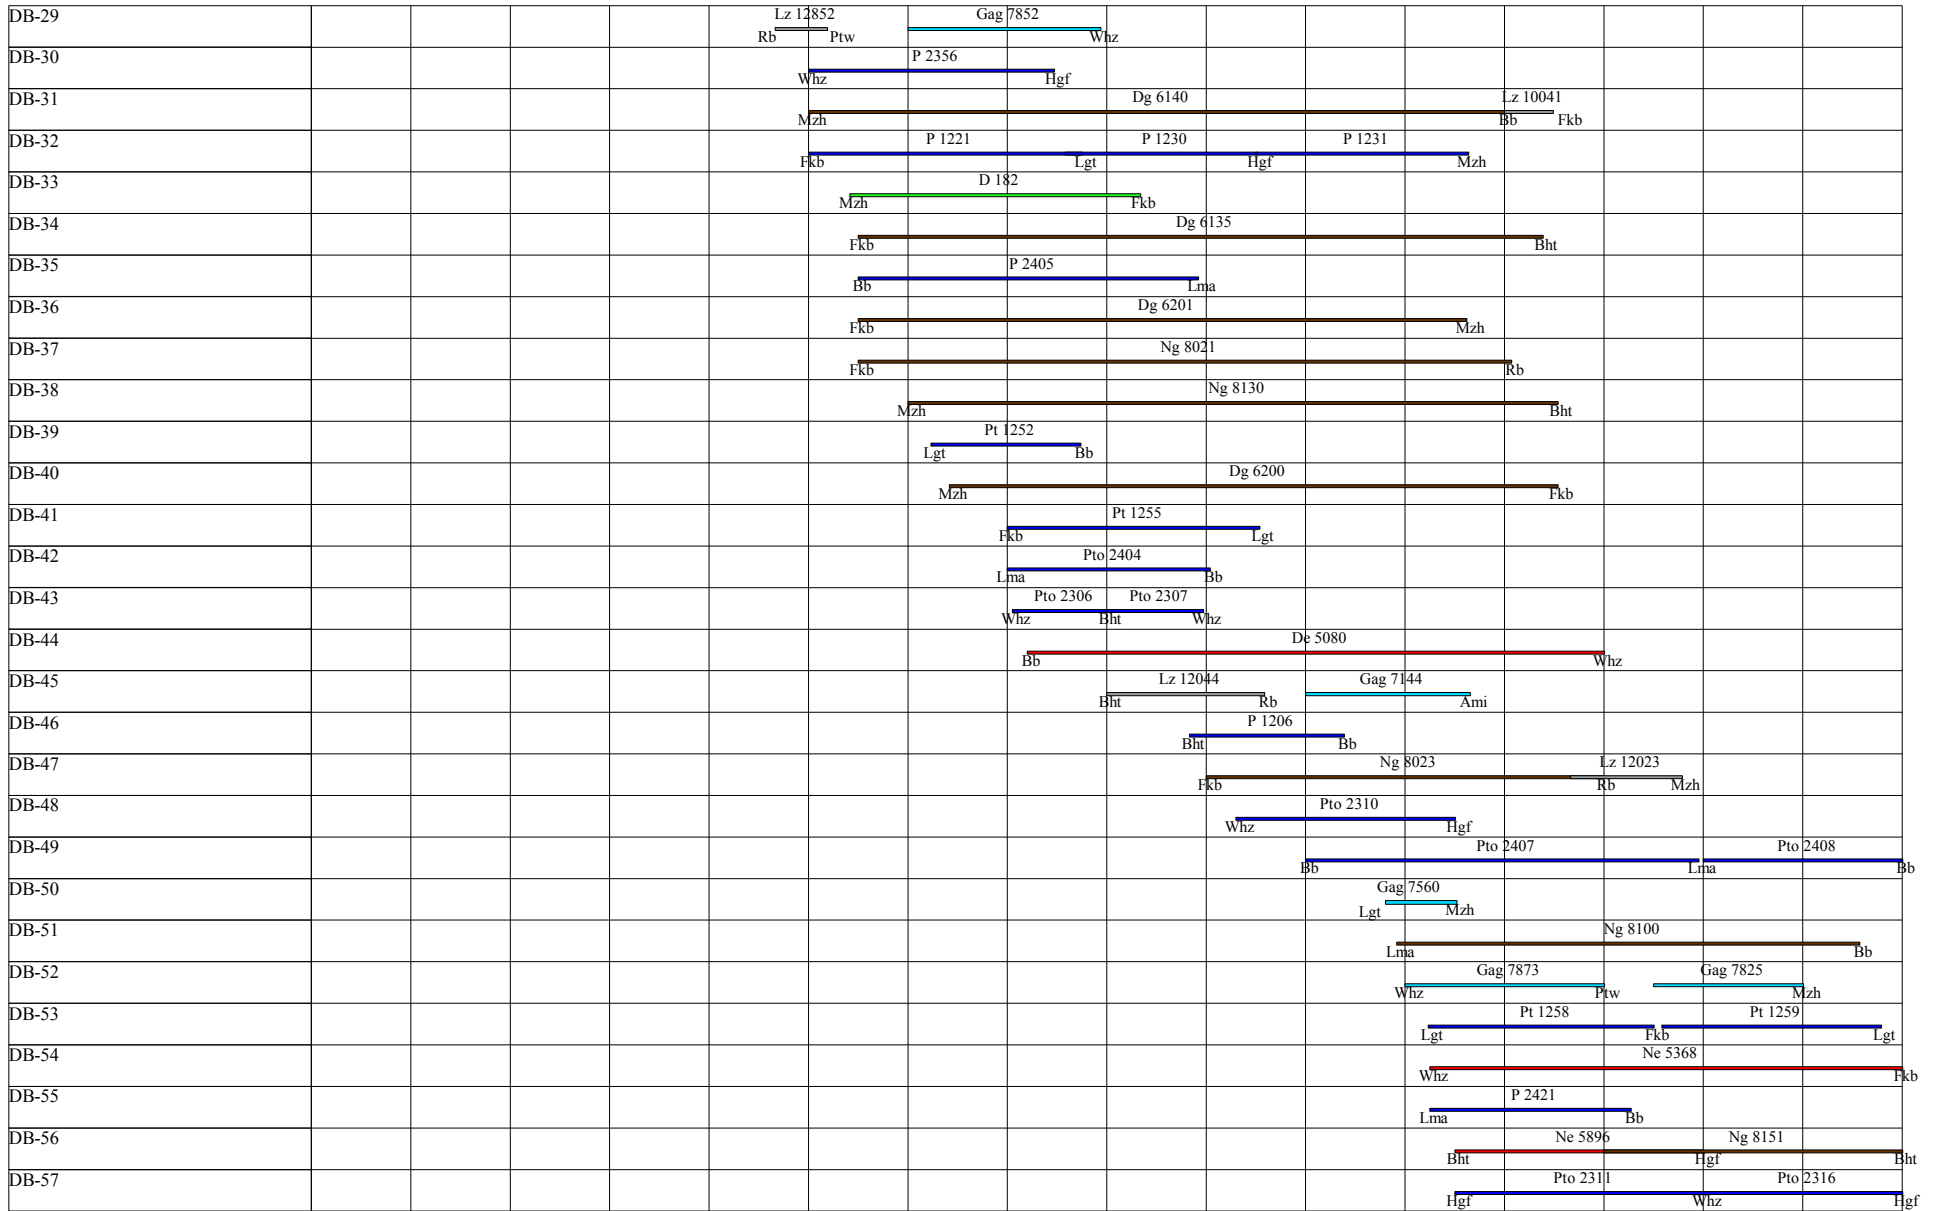 DB-29 Lz 12852 Gag 7852
Rb Ptw Whz
DB-30 P 2356
Whz Hgf
DB-31 Dg 6140 Lz 10041
Mzh Bb Fkb
DB-32 P 1221 P 1230 P 1231
Fkb Lgt Hgf Mzh
DB-33 D 182
Mzh Fkb
DB-34 Dg 6135
Fkb Bht
DB-35 P 2405
Bb Lma
DB-36 Dg 6201
Fkb Mzh
DB-37 Ng 8021
Fkb Rb
DB-38 Ng 8130
Mzh Bht
DB-39 Pt 1252
Lgt Bb
DB-40 Dg 6200
Mzh Fkb
DB-41 Pt 1255
Fkb Lgt
DB-42 Pto 2404
Lma Bb
DB-43 Pto 2306 Pto 2307
Whz Bht Whz
DB-44 De 5080
Bb Whz
DB-45 Lz 12044 Gag 7144
Bht Rb Ami
DB-46 P 1206
Bht Bb
DB-47 Ng 8023 Lz 12023
Fkb Rb Mzh
DB-48 Pto 2310
Whz Hgf
DB-49 Pto 2407 Pto 2408
Bb Lma Bb
DB-50 Gag 7560
Lgt Mzh
DB-51 Ng 8100
Lma Bb
DB-52 Gag 7873 Gag 7825
Whz Ptw Mzh
DB-53 Pt 1258 Pt 1259
Lgt Fkb Lgt
DB-54 Ne 5368
Whz Fkb
DB-55 P 2421
Lma Bb
DB-56 Ne 5896 Ng 8151
Bht Hgf Bht
DB-57 Pto 2311 Pto 2316
Hgf Whz Hgf